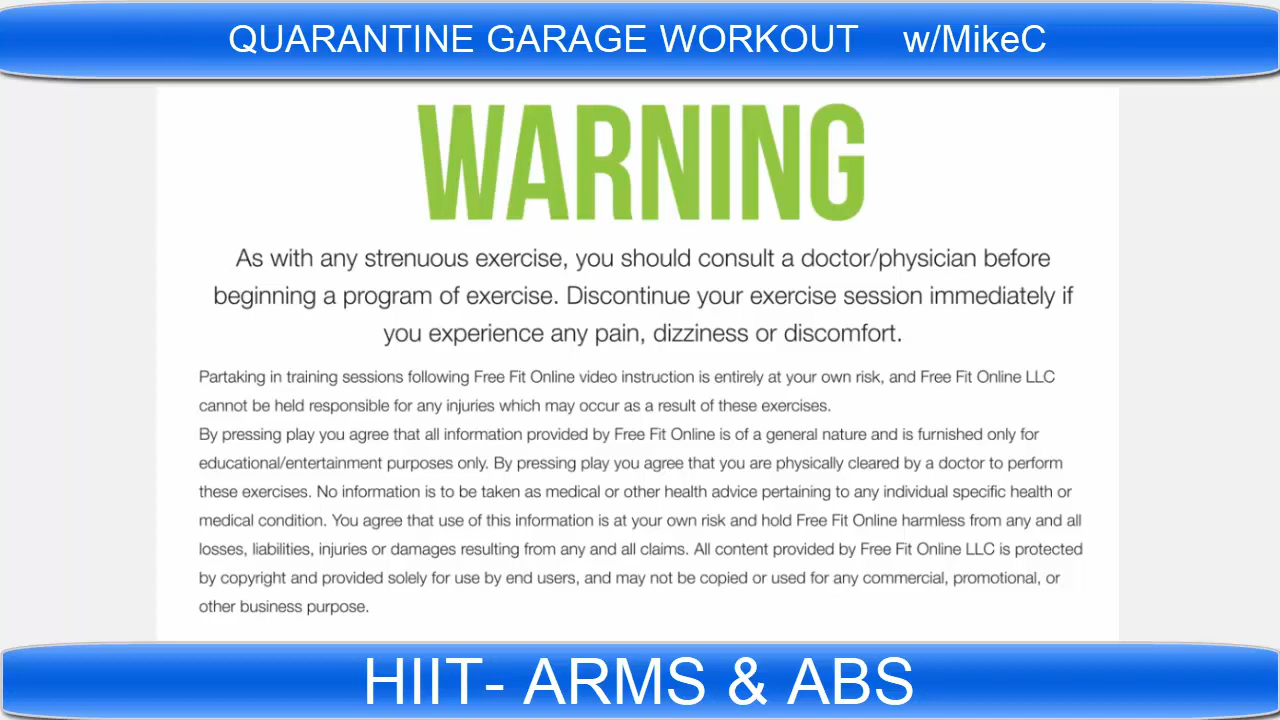 QUARANTINE GARAGE WORKOUT w/MikeC
WARNING
As with any strenuous exercise, you should consult a doctor/physician before
beginning a program of exercise. Discontinue your exercise session immediately if
you experience any pain, dizziness or discomfort.
Partaking in training sessions following Free Fit Online video instruction is entirely at your own risk, and Free Fit Online LLC
cannot be held responsible for any injuries which may occur as a result of these exercises.
By pressing play you agree that all information provided by Free Fit Online is of a general nature and is furnished only for
educational/entertainment purposes only. By pressing play you agree that you are physically cleared by a doctor to perform
these exercises. No information is to be taken as medical or other health advice pertaining to any individual specific health or
medical condition. You agree that use of this information is at your own risk and hold Free Fit Online harmless from any and all
losses, liabilities, injuries or damages resulting from any and all claims. All content provided by Free Fit Online LLC is protected
by copyright and provided solely for use by end users, and may not be copied or used for any commercial, promotional, or
other business purpose.
HIIT- ARMS & ABS